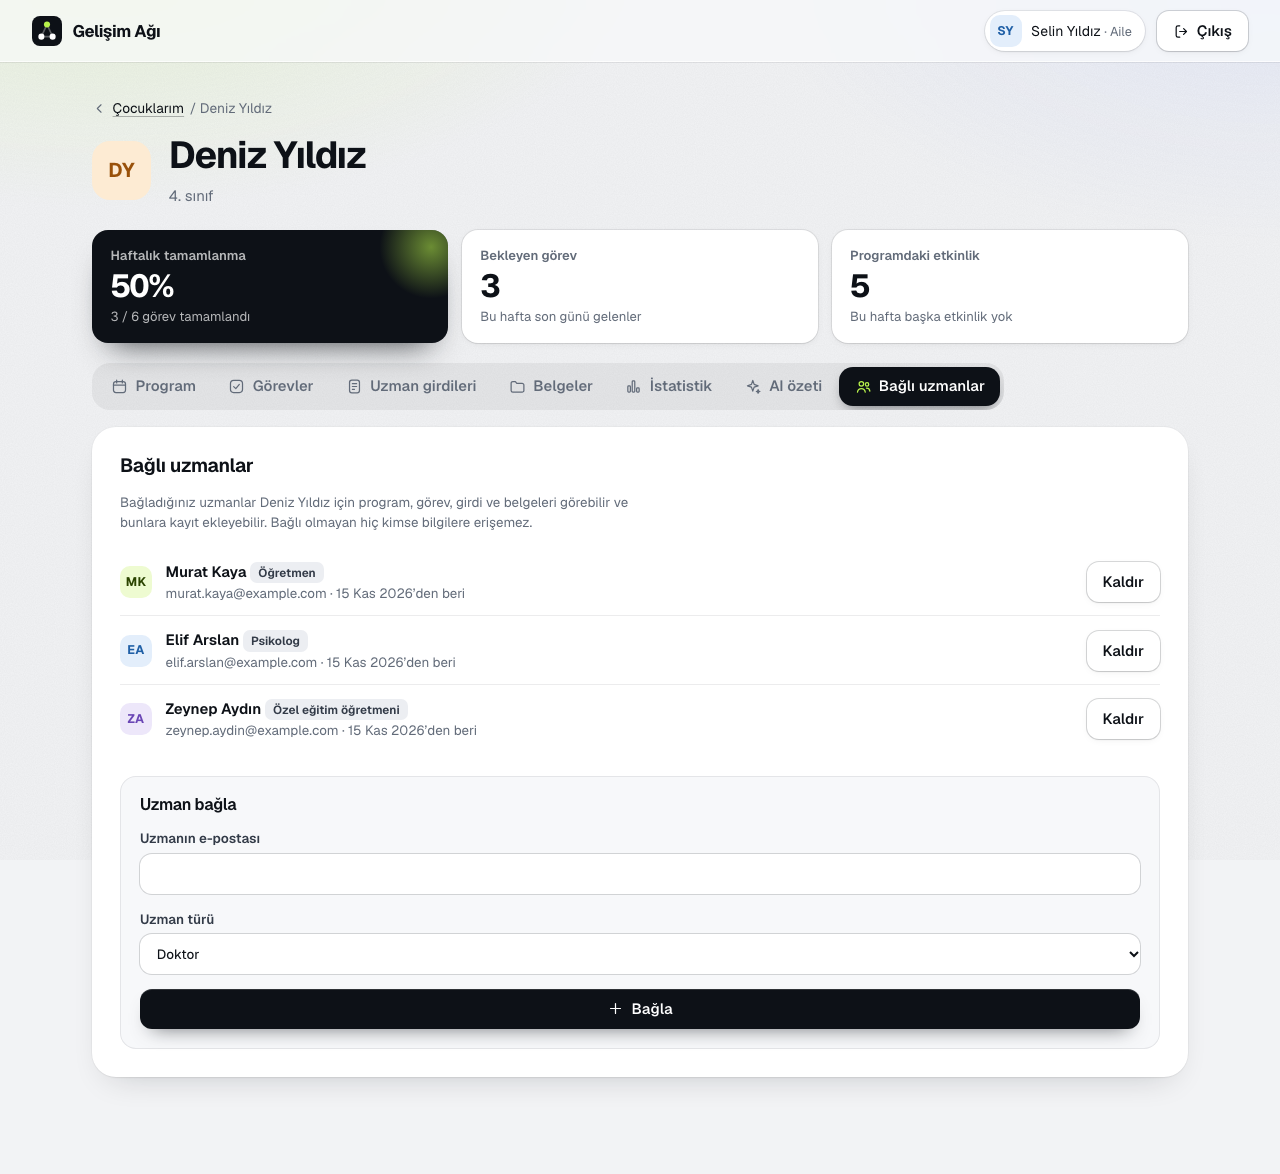 Gelişim Ağı
SY Selin Yıldız · Aile
Çıkış
Çocuklarım / Deniz Yıldız
DY
Deniz Yıldız
4. sınıf
Haftalık tamamlanma
50%
3 / 6 görev tamamlandı
Bekleyen görev
3
Bu hafta son günü gelenler
Programdaki etkinlik
5
Bu hafta başka etkinlik yok
Program Görevler Uzman girdileri Belgeler İstatistik AI özeti Bağlı uzmanlar
Bağlı uzmanlar
Bağladığınız uzmanlar Deniz Yıldız için program, görev, girdi ve belgeleri görebilir ve
bunlara kayıt ekleyebilir. Bağlı olmayan hiç kimse bilgilere erişemez.
MK
Murat Kaya Öğretmen
murat.kaya@example.com · 15 Kas 2026’den beri
Kaldır
EA
Elif Arslan Psikolog
elif.arslan@example.com · 15 Kas 2026’den beri
Kaldır
ZA
Zeynep Aydın Özel eğitim öğretmeni
zeynep.aydin@example.com · 15 Kas 2026’den beri
Kaldır
Uzman bağla
Uzmanın e-postası
Uzman türü
Doktor
Bağla